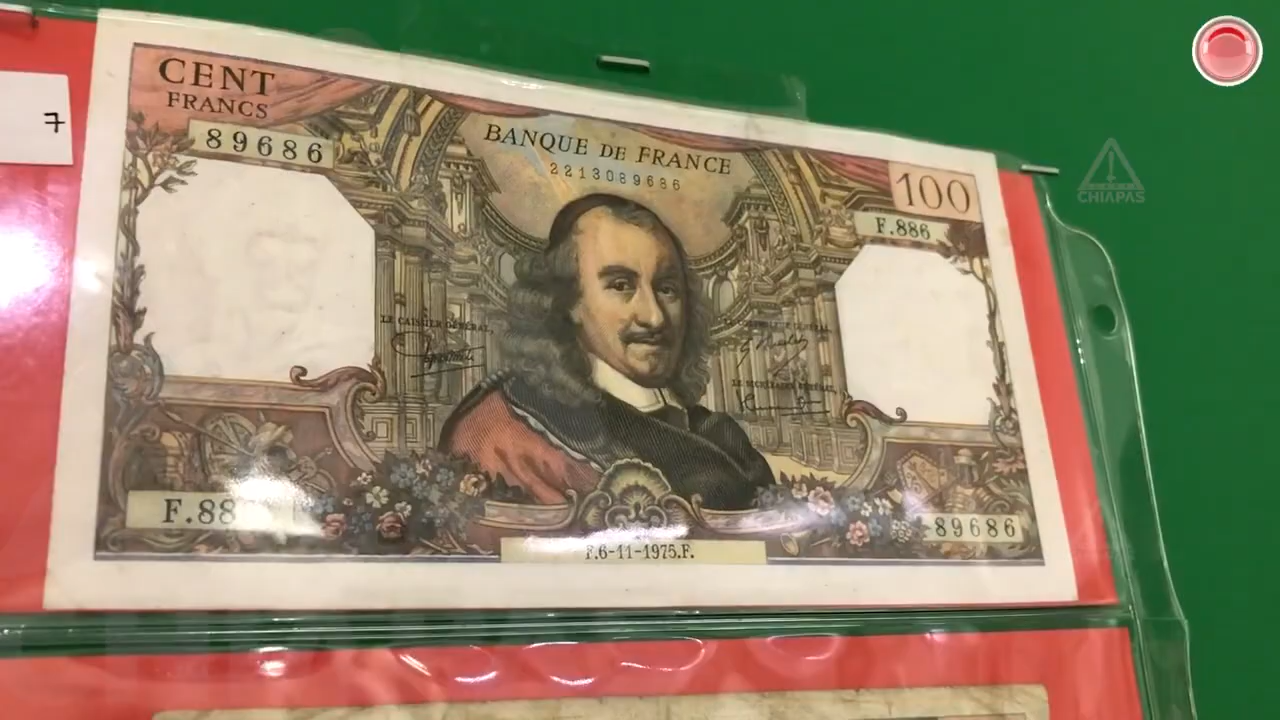 7
CENT
FRANCS
89686
BANQUE DE FRANCE
2213089686
100
F.886
CHIAPAS
LE CAISSIER GÉNÉRAL,
LE SECRÉTAIRE GÉNÉRAL,
F.88
89686
F.6-11-1975.F.